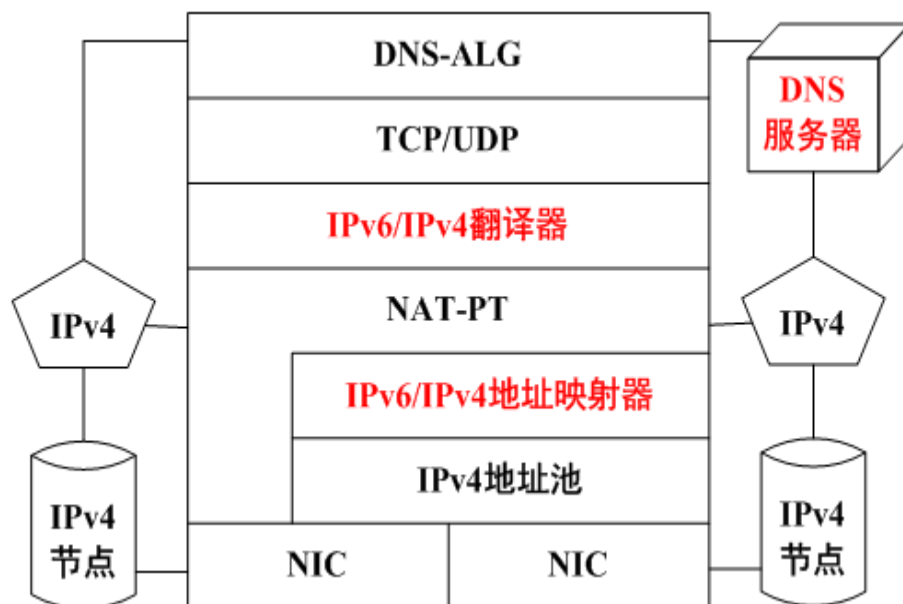 DNS-ALG
DNS
服务器
TCP/UDP
IPv6/IPv4翻译器
IPv4
NAT-PT
IPv4
IPv6/IPv4地址映射器
IPv4地址池
IPv4
节点
IPv4
节点
NIC
NIC